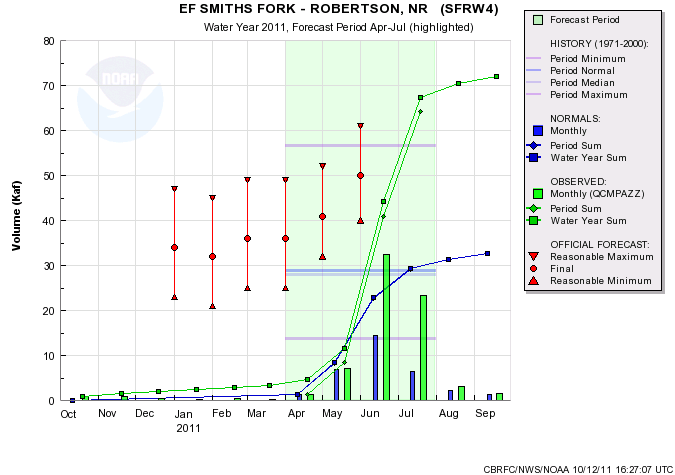 EF SMITHS FORK - ROBERTSON, NR (SFRW4)
Water Year 2011, Forecast Period Apr-Jul (highlighted)
Volume (Kaf)
80
70
60
50
40
30
20
10
0
NOAA
Oct Nov Dec Jan Feb Mar Apr May Jun Jul Aug Sep
2011
Forecast Period
HISTORY (1971-2000):
Period Minimum
Period Normal
Period Median
Period Maximum
NORMALS:
Monthly
Period Sum
Water Year Sum
OBSERVED:
Monthly (QCMPAZZ)
Period Sum
Water Year Sum
OFFICIAL FORECAST:
Reasonable Maximum
Final
Reasonable Minimum
CBRFC/NWS/NOAA 10/12/11 16:27:07 UTC